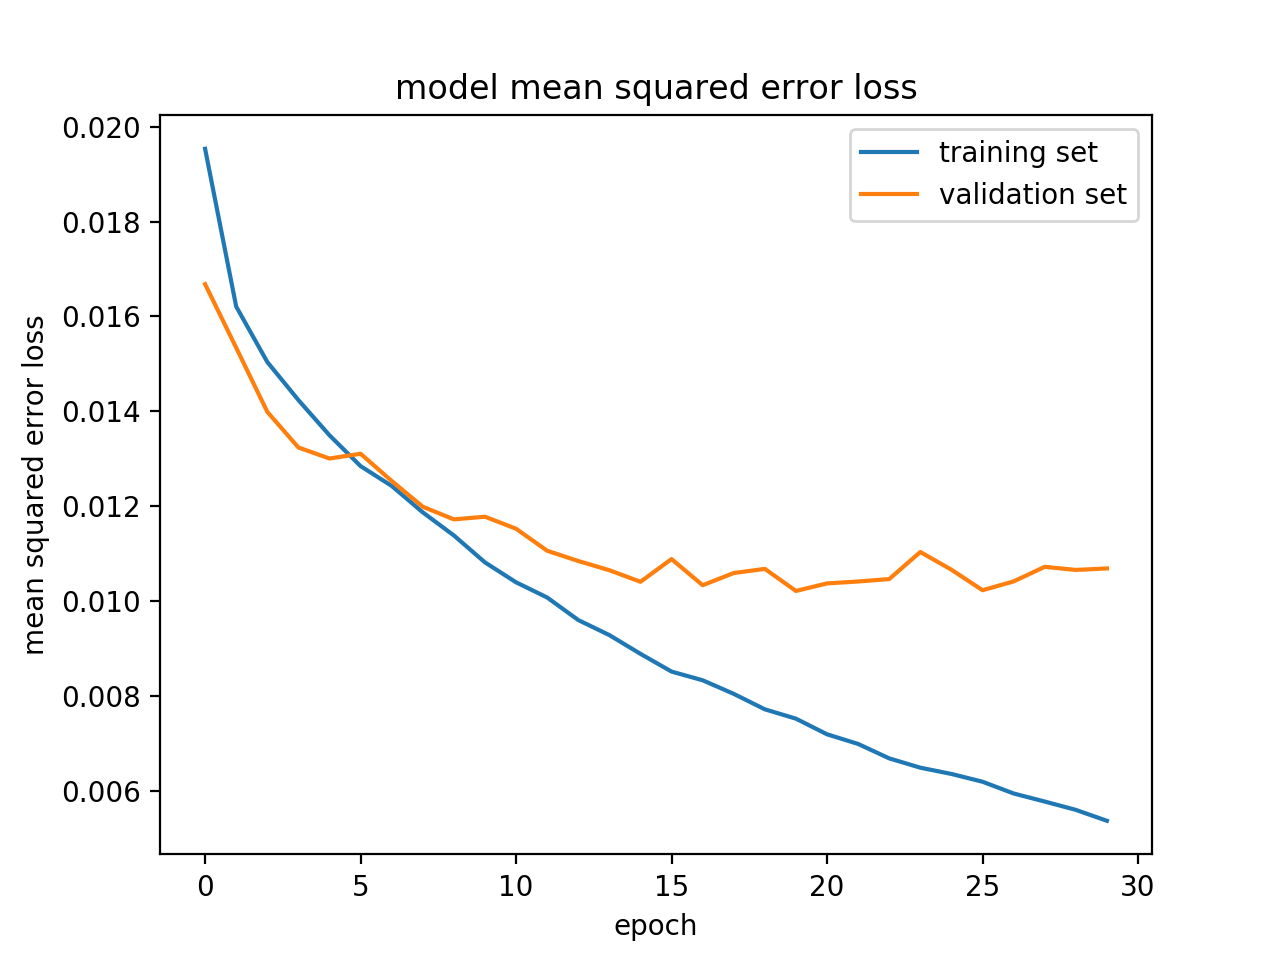 model mean squared error loss
training set
validation set
mean squared error loss
0.020
0.018
0.016
0.014
0.012
0.010
0.008
0.006
0 5 10 15 20 25 30
epoch